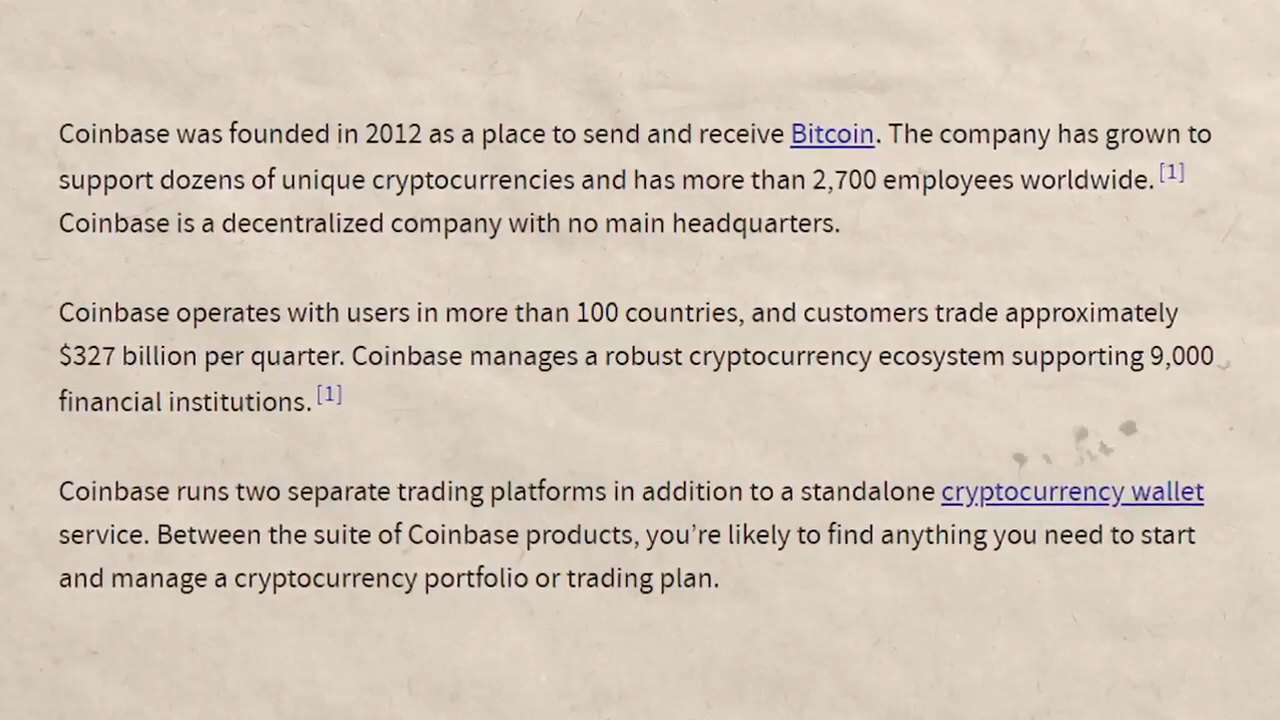 Coinbase was founded in 2012 as a place to send and receive Bitcoin. The company has grown to
support dozens of unique cryptocurrencies and has more than 2,700 employees worldwide. [1]
Coinbase is a decentralized company with no main headquarters.
Coinbase operates with users in more than 100 countries, and customers trade approximately
$327 billion per quarter. Coinbase manages a robust cryptocurrency ecosystem supporting 9,000
financial institutions. [1]
Coinbase runs two separate trading platforms in addition to a standalone cryptocurrency wallet
service. Between the suite of Coinbase products, you’re likely to find anything you need to start
and manage a cryptocurrency portfolio or trading plan.